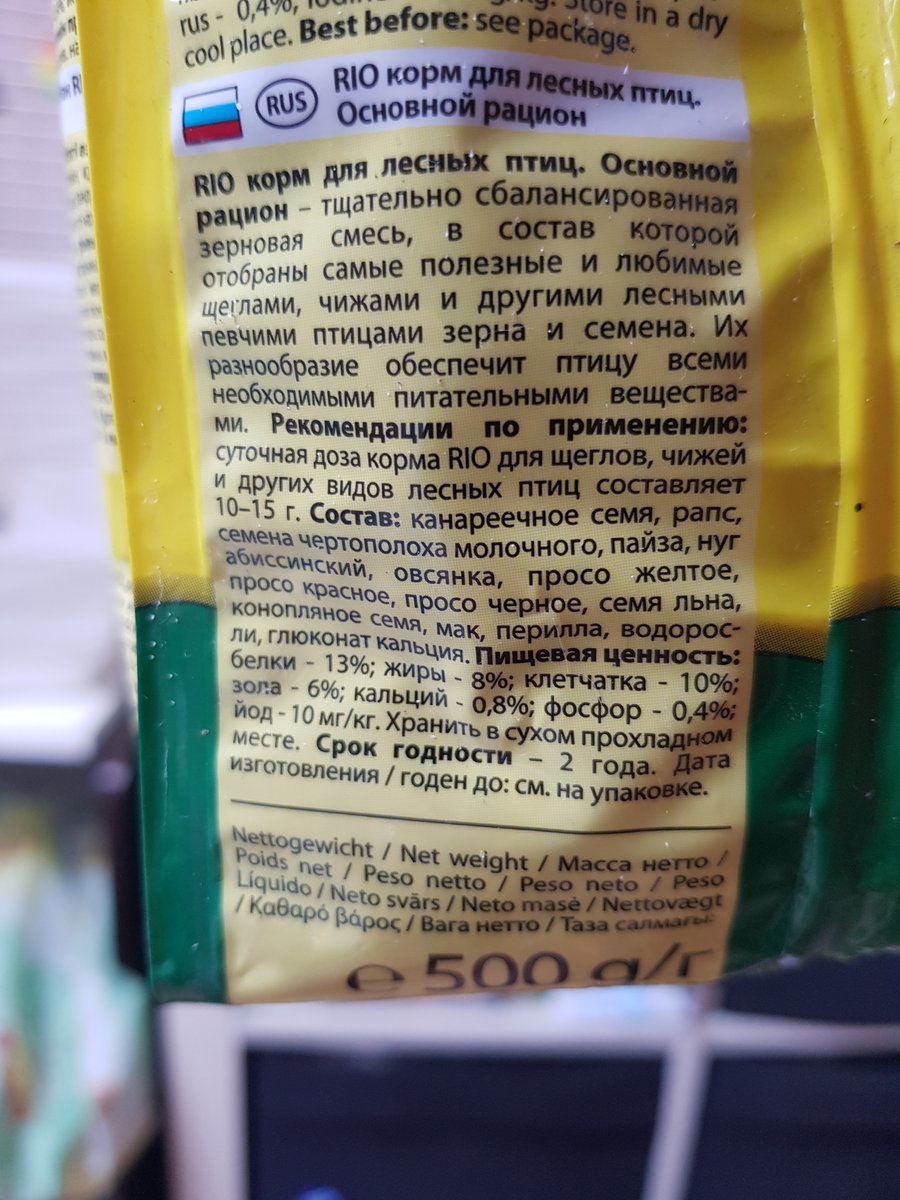 rus - 0,4%, Store in a dry
cool place. Best before: see package.
RUS
RIO корм для лесных птиц.
Основной рацион
RIO корм для лесных птиц. Основной
рацион – тщательно сбалансированная
зерновая смесь, в состав которой
отобраны самые полезные и любимые
щеглами, чижами и другими лесными
певчими птицами зерна и семена. Их
разнообразие обеспечит птицу всеми
необходимыми питательными вещества-
ми. Рекомендации по применению:
суточная доза корма RIO для щеглов, чижей
и других видов лесных птиц составляет
10–15 г. Состав: канареечное семя, рапс,
семена чертополоха молочного, пайза, нуг
абиссинский, овсянка, просо желтое,
просо красное, просо черное, семя льна,
конопляное семя, мак, перилла, водорос-
ли, глюконат кальция. Пищевая ценность:
белки - 13%; жиры - 8%; клетчатка - 10%;
зола - 6%; кальций - 0,8%; фосфор - 0,4%;
йод - 10 мг/кг. Хранить в сухом прохладном
месте. Срок годности – 2 года. Дата
изготовления / годен до: см. на упаковке.
Nettogewicht / Net weight / Масса нетто /
Poids net / Peso netto / Peso neto / Peso
Líquido / Neto svārs / Neto masė / Nettovægt
/ Καθαρό βάρος / Вага нетто / Таза салмағы:
e 500 g/г